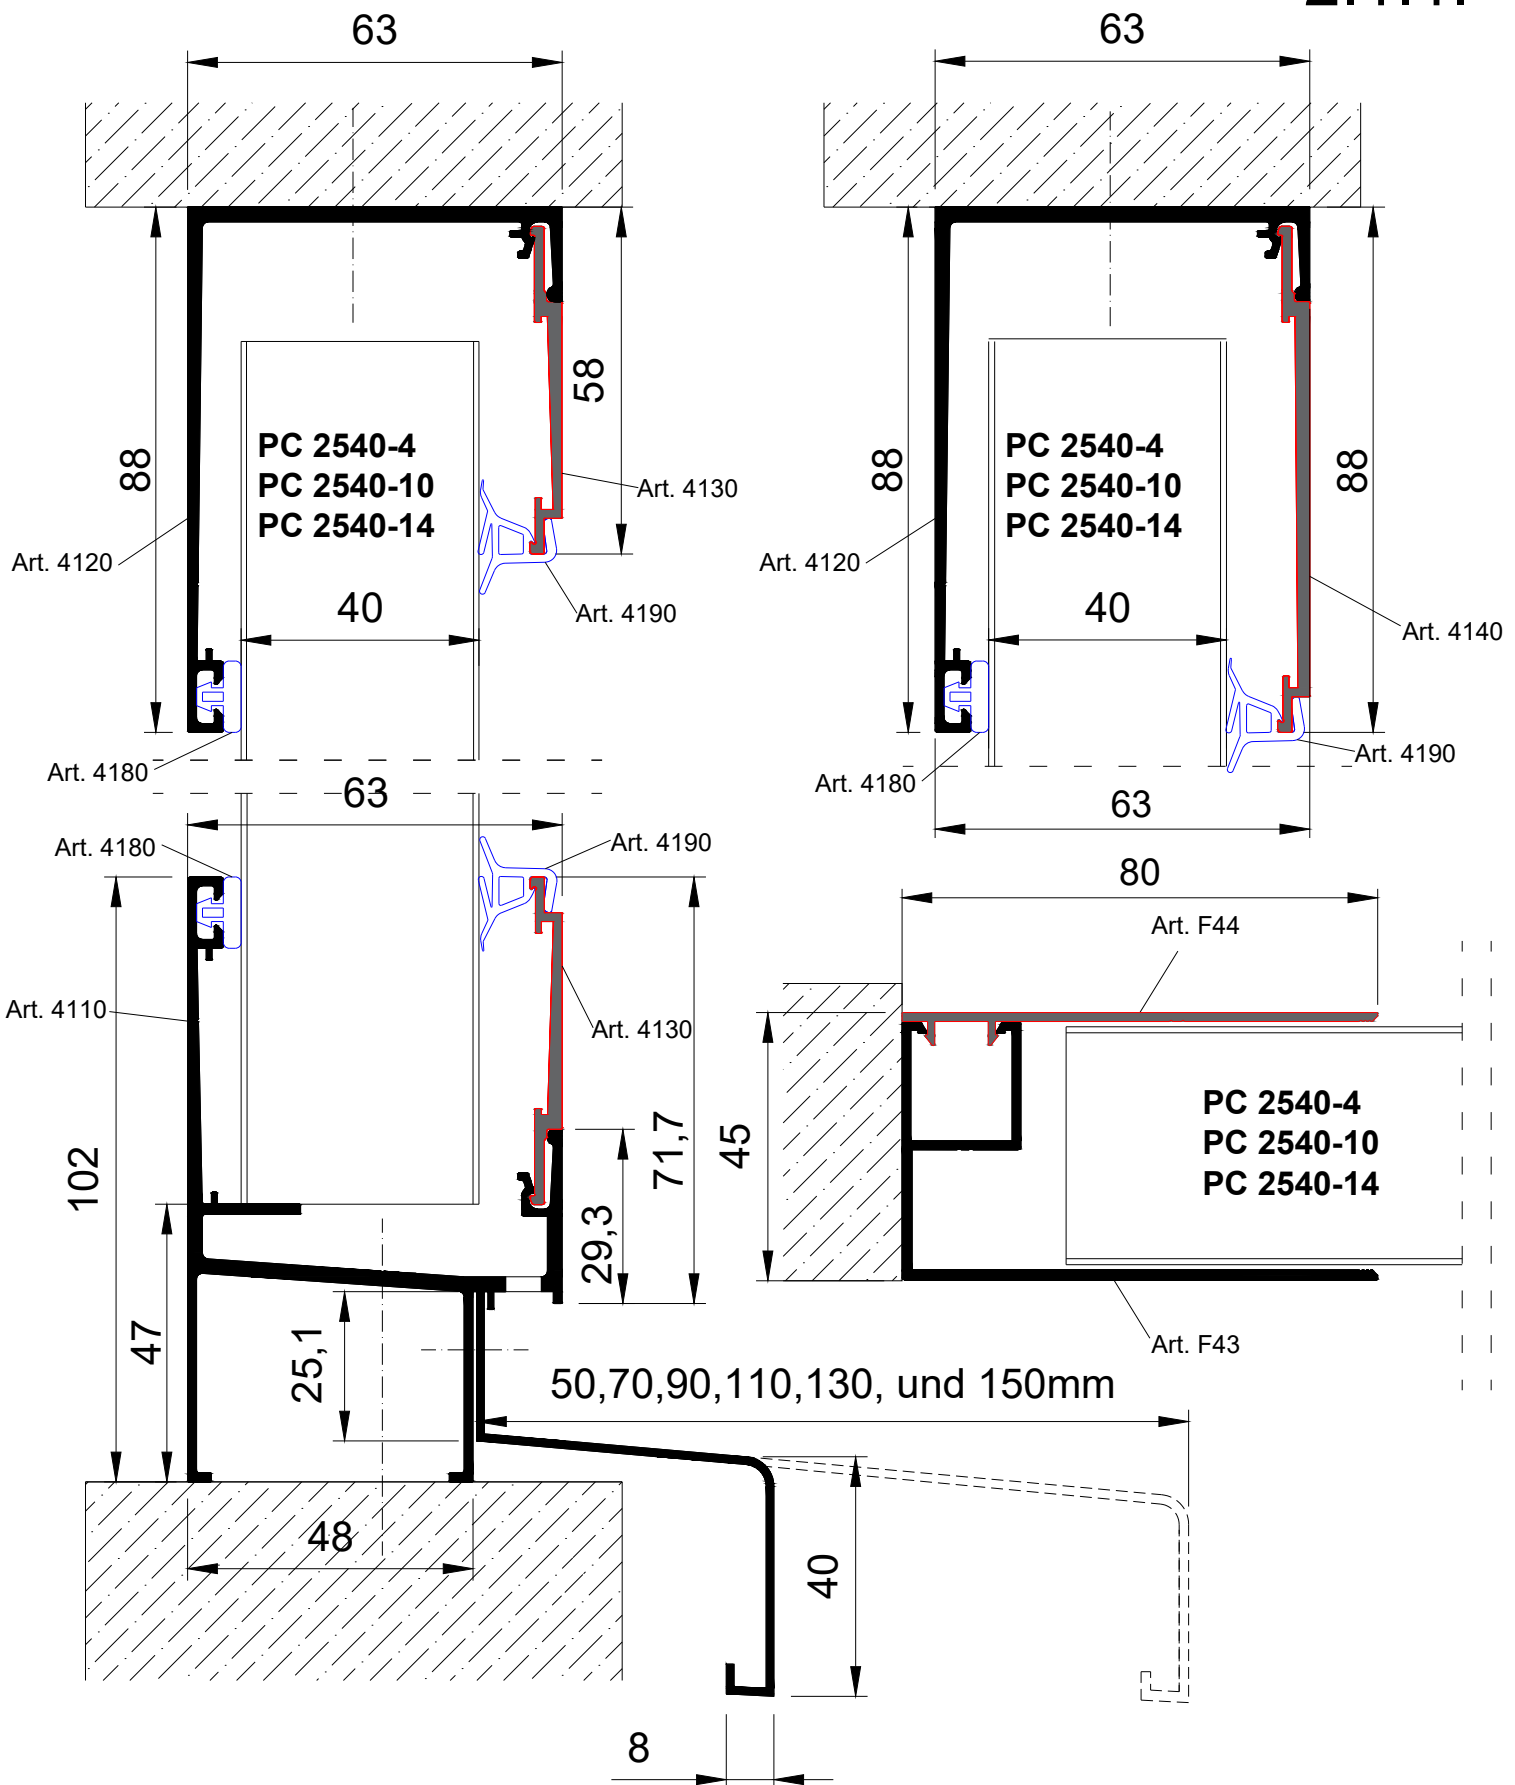 63
63
58
88
88
88
PC 2540-4
PC 2540-10
PC 2540-14
PC 2540-4
PC 2540-10
PC 2540-14
Art. 4130
Art. 4120
Art. 4120
Art. 4190
40
40
Art. 4140
Art. 4180
Art. 4190
Art. 4180
63
63
Art. 4180
Art. 4190
80
Art. F44
Art. 4110
Art. 4130
PC 2540-4
PC 2540-10
PC 2540-14
45
71,7
102
29,3
47
25,1
Art. F43
50,70,90,110,130, und 150mm
48
40
8